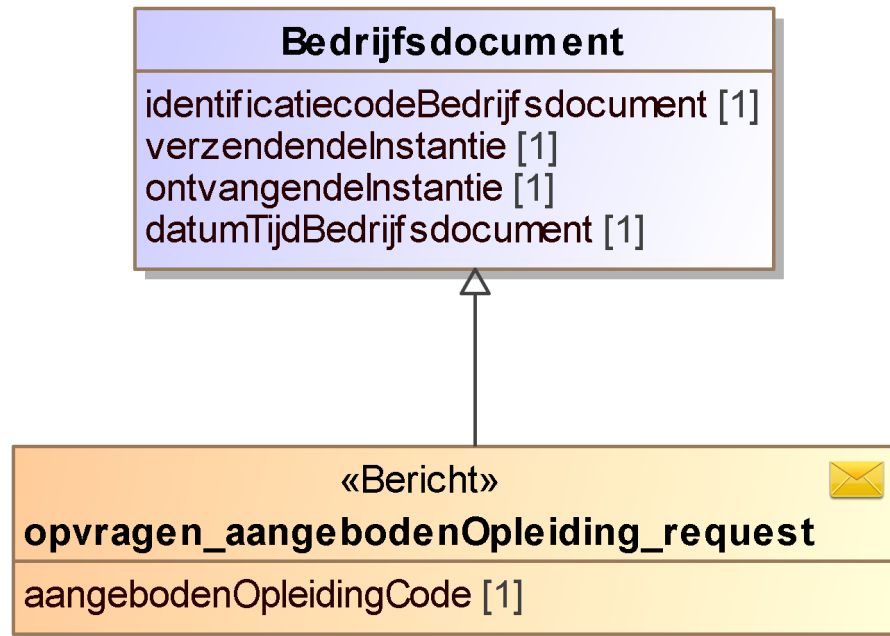 Bedrijfsdocument
identificatiecodeBedrijfsdocument [1]
verzendendeInstantie [1]
ontvangendeInstantie [1]
datumTijdBedrijfsdocument [1]
«Bericht»
opvragen_aangebodenOpleiding_request
aangebodenOpleidingCode [1]